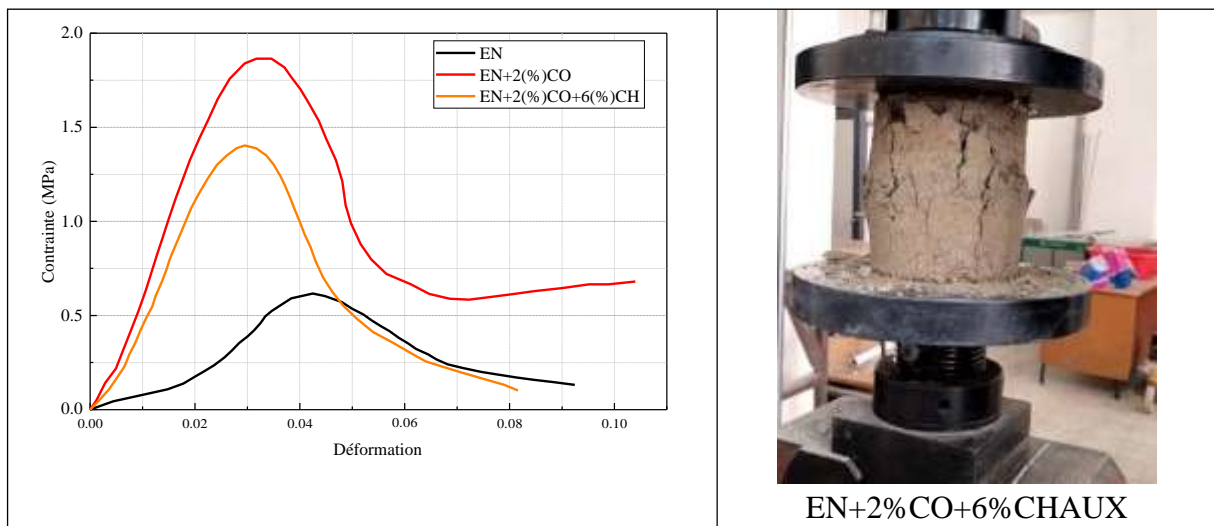 2.0
1.5
1.0
0.5
0.0
Contrainte (MPa)
EN
EN+2(%)CO
EN+2(%)CO+6(%)CH
0.00
0.02
0.04
0.06
0.08
0.10
Déformation
EN+2%CO+6%CHAUX